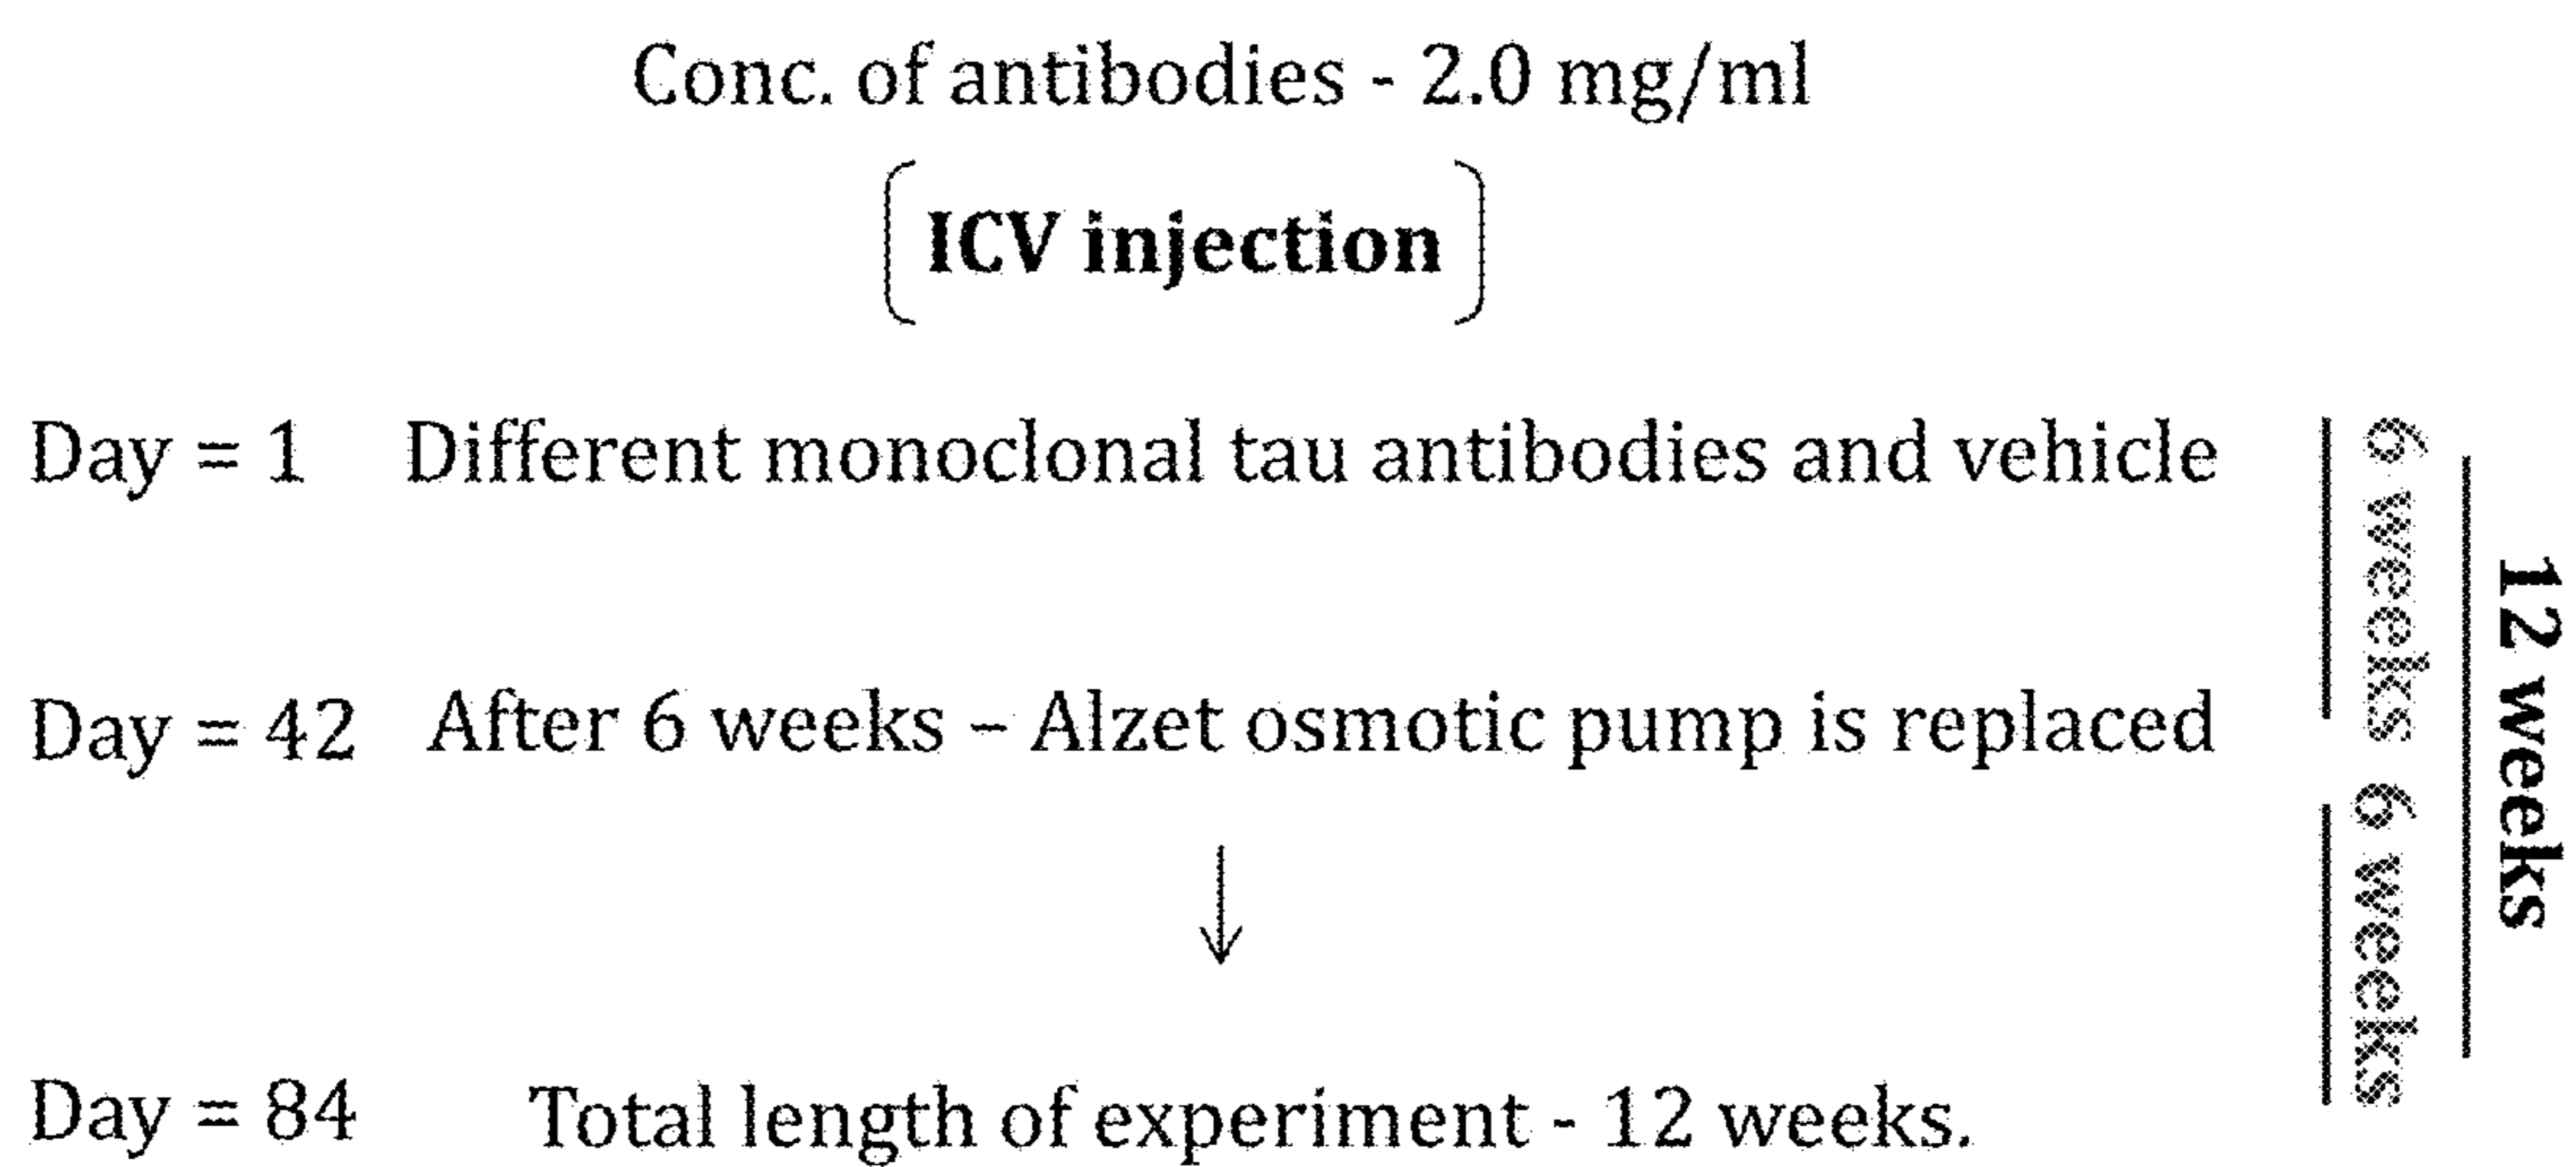 Conc. of antibodies - 2.0 mg/ml
ICV injection
Day = 1 Different monoclonal tau antibodies and vehicle
Day = 42 After 6 weeks – Alzet osmotic pump is replaced
Day = 84 Total length of experiment - 12 weeks.
6 weeks 6 weeks
12 weeks